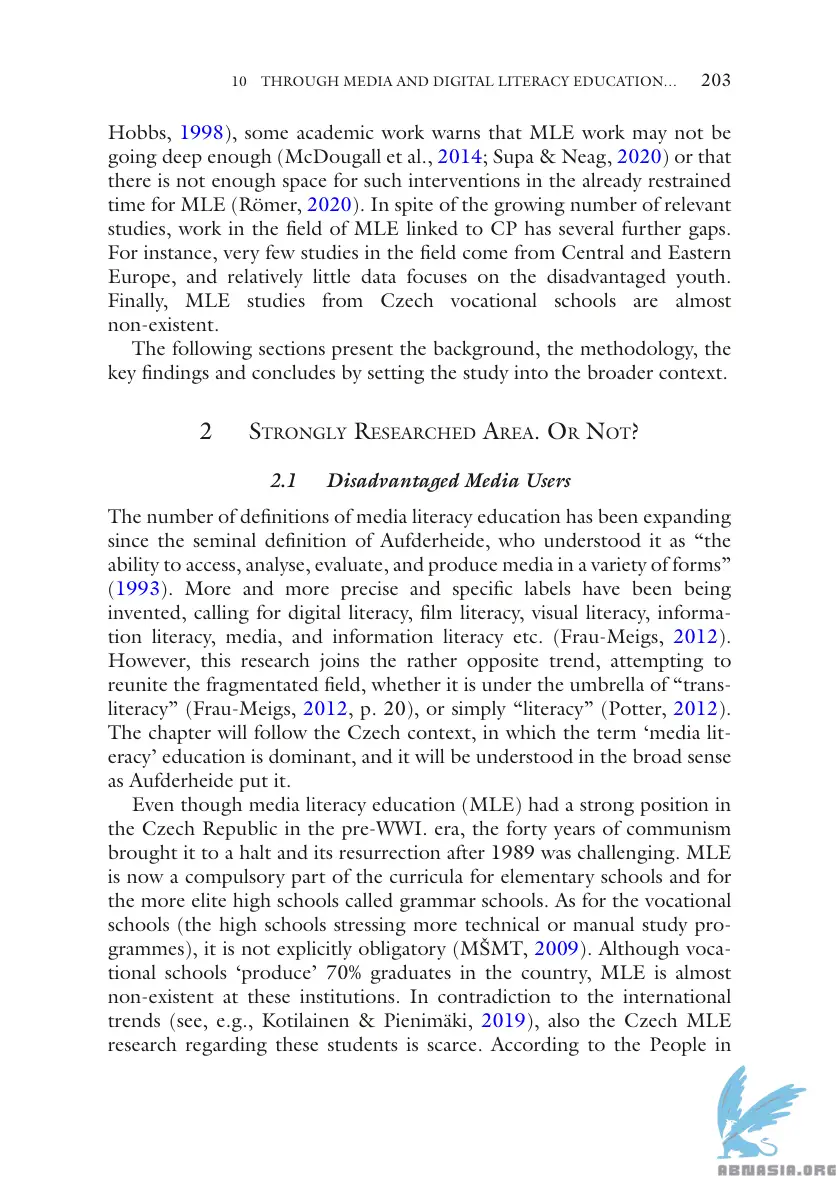 10 THROUGH MEDIA AND DIGITAL LITERACY EDUCATION… 203
Hobbs, 1998), some academic work warns that MLE work may not be
going deep enough (McDougall et al., 2014; Supa & Neag, 2020) or that
there is not enough space for such interventions in the already restrained
time for MLE (Römer, 2020). In spite of the growing number of relevant
studies, work in the field of MLE linked to CP has several further gaps.
For instance, very few studies in the field come from Central and Eastern
Europe, and relatively little data focuses on the disadvantaged youth.
Finally, MLE studies from Czech vocational schools are almost
non-existent.
The following sections present the background, the methodology, the
key findings and concludes by setting the study into the broader context.
2 Strongly Researched Area. Or Not?
2.1 Disadvantaged Media Users
The number of definitions of media literacy education has been expanding
since the seminal definition of Aufderheide, who understood it as “the
ability to access, analyse, evaluate, and produce media in a variety of forms”
(1993). More and more precise and specific labels have been being
invented, calling for digital literacy, film literacy, visual literacy, informa-
tion literacy, media, and information literacy etc. (Frau-Meigs, 2012).
However, this research joins the rather opposite trend, attempting to
reunite the fragmentated field, whether it is under the umbrella of “trans-
literacy” (Frau-Meigs, 2012, p. 20), or simply “literacy” (Potter, 2012).
The chapter will follow the Czech context, in which the term ‘media lit-
eracy’ education is dominant, and it will be understood in the broad sense
as Aufderheide put it.
Even though media literacy education (MLE) had a strong position in
the Czech Republic in the pre-WWI. era, the forty years of communism
brought it to a halt and its resurrection after 1989 was challenging. MLE
is now a compulsory part of the curricula for elementary schools and for
the more elite high schools called grammar schools. As for the vocational
schools (the high schools stressing more technical or manual study pro-
grammes), it is not explicitly obligatory (MŠMT, 2009). Although voca-
tional schools ‘produce’ 70% graduates in the country, MLE is almost
non-existent at these institutions. In contradiction to the international
trends (see, e.g., Kotilainen & Pienimäki, 2019), also the Czech MLE
research regarding these students is scarce. According to the People in
ABNASIA.ORG